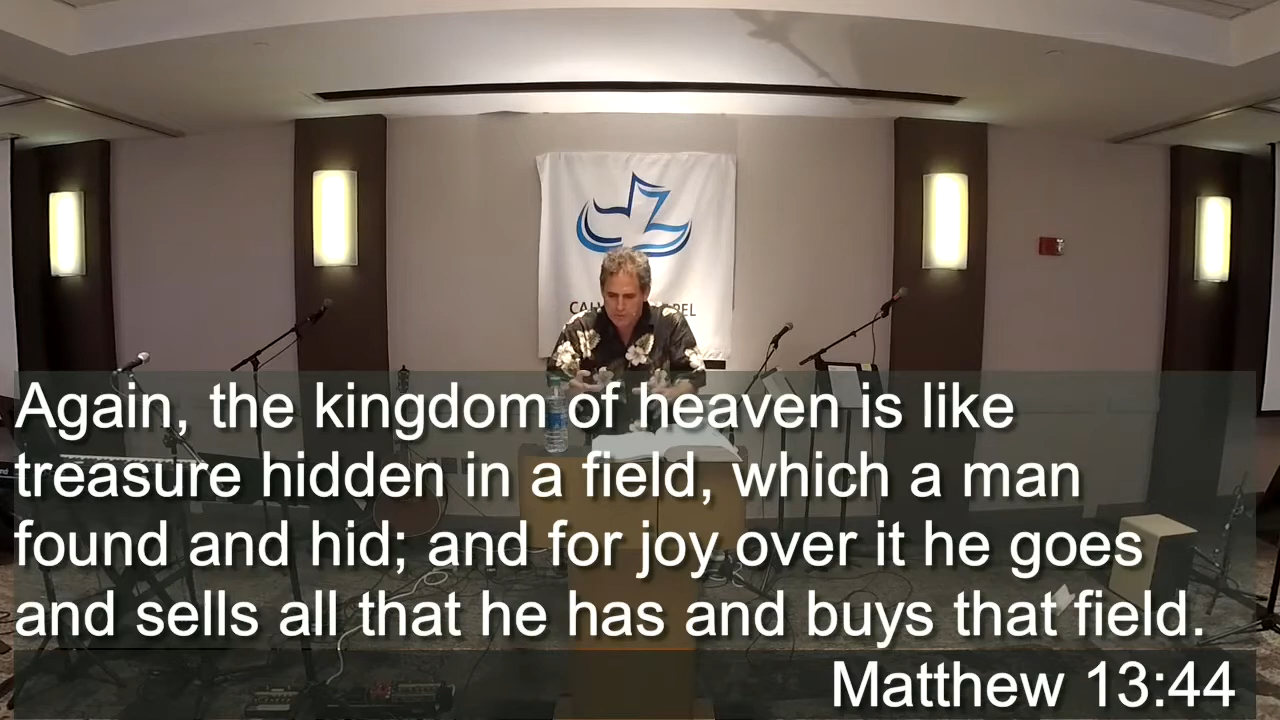 Again, the kingdom of heaven is like
treasure hidden in a field, which a man
found and hid; and for joy over it he goes
and sells all that he has and buys that field.
Matthew 13:44